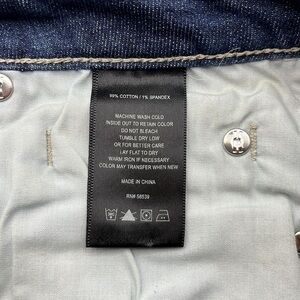 99% COTTON / 1% SPANDEX
MACHINE WASH COLD
INSIDE OUT TO RETAIN COLOR
DO NOT BLEACH
TUMBLE DRY LOW
OR FOR BETTER CARE
LAY FLAT TO DRY
WARM IRON IF NECESSARY
COLOR MAY TRANSFER WHEN NEW
MADE IN CHINA
RN# 56539